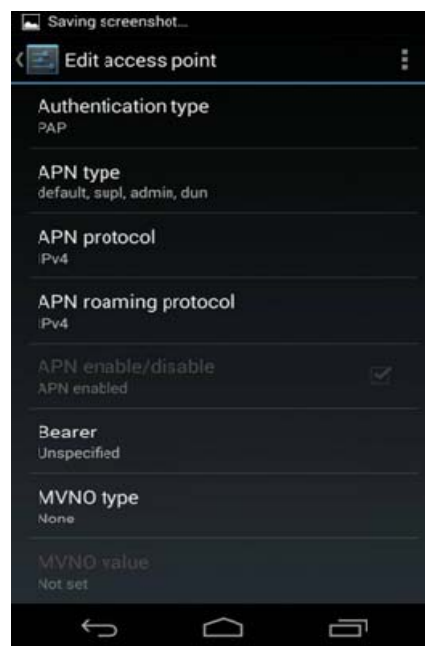 Saving screenshot...
Edit access point
Authentication type
PAP
APN type
default, supl, admin, dun
APN protocol
IPv4
APN roaming protocol
IPv4
APN enable/disable
APN enabled
Bearer
Unspecified
MVNO type
None
MVNO value
Not set